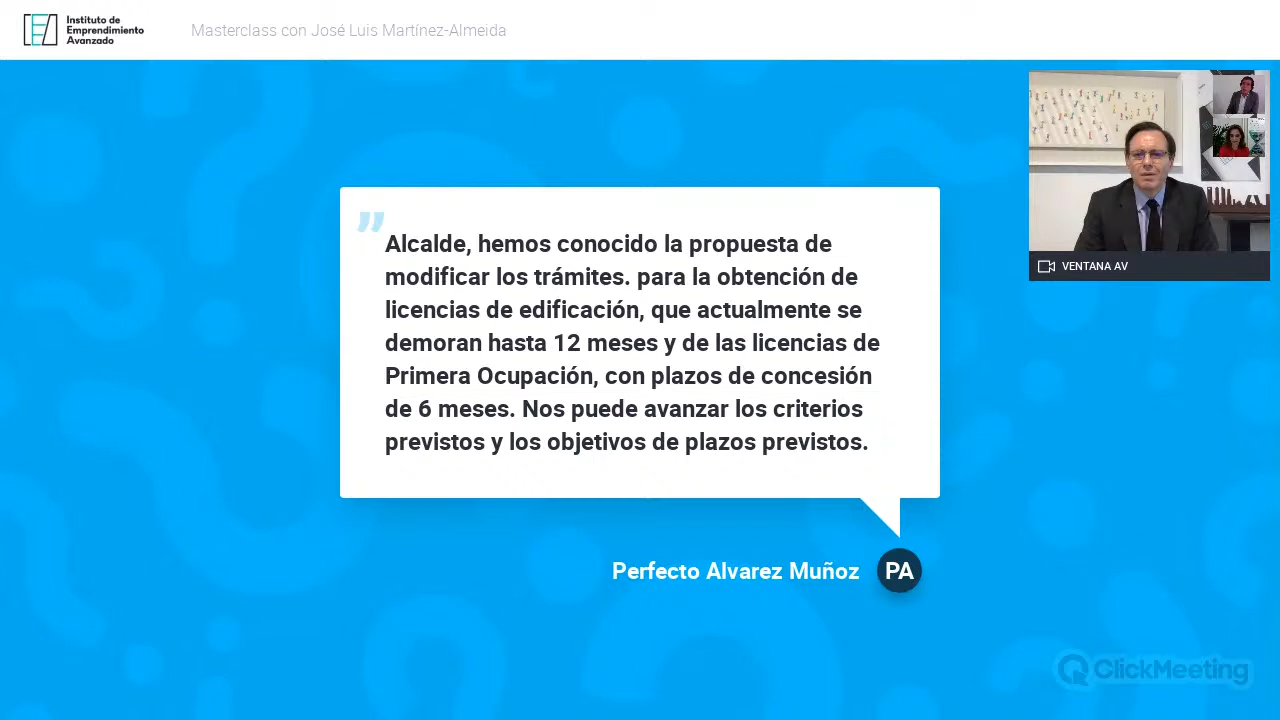 Instituto de
Emprendimiento
Avanzado
Masterclass con José Luis Martínez-Almeida
Alcalde, hemos conocido la propuesta de
modificar los trámites. para la obtención de
licencias de edificación, que actualmente se
demoran hasta 12 meses y de las licencias de
Primera Ocupación, con plazos de concesión
de 6 meses. Nos puede avanzar los criterios
previstos y los objetivos de plazos previstos.
VENTANA AV
Perfecto Alvarez Muñoz
PA
ClickMeeting